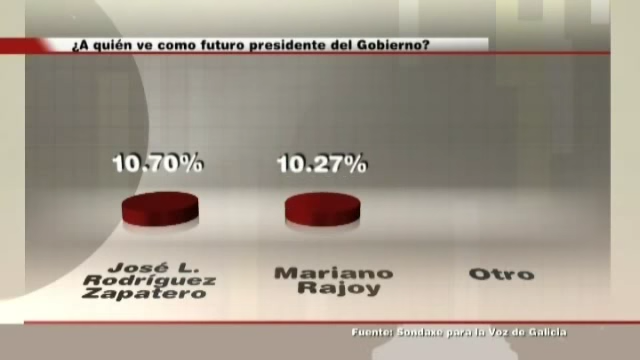 ¿A quién ve como futuro presidente del Gobierno?
10.70%
10.27%
José L.
Rodríguez
Zapatero
Mariano
Rajoy
Otro
Fuente: Sondaxe para la Voz de Galicia